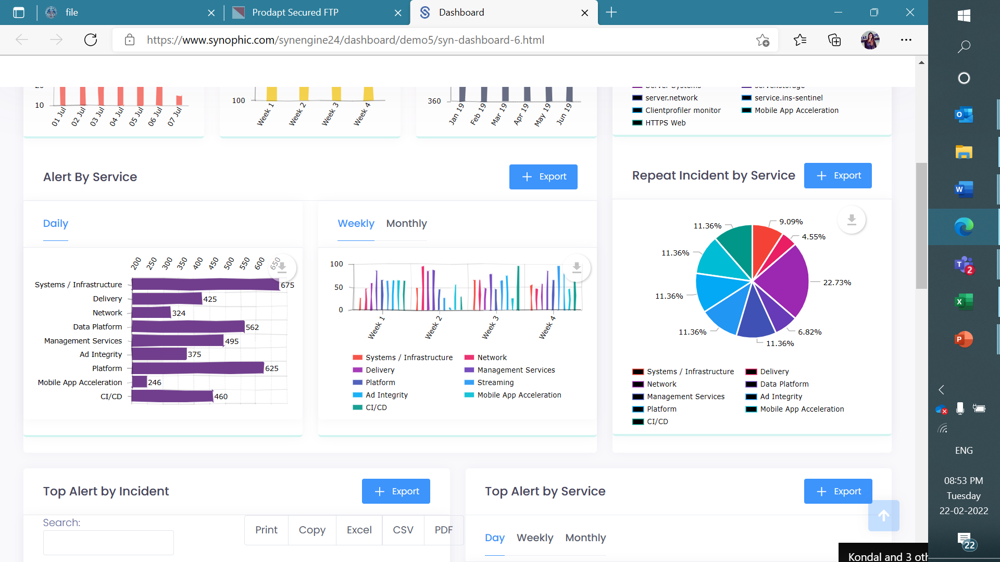 file
Prodapt Secured FTP
Dashboard
https://www.synophic.com/synengine24/dashboard/demo5/syn-dashboard-6.html
10
01 Jul
02 Jul
03 Jul
04 Jul
05 Jul
06 Jul
07 Jul
100
Week 1
Week 2
Week 3
Week 4
360
Jan 19
Feb 19
Mar 19
Apr 19
May 19
Jun 19
server.network
service.ins-sentinel
Clientprofiler monitor
Mobile App Acceleration
HTTPS Web
Alert By Service
Export
Daily
200
250
300
350
400
450
500
550
600
650
Systems / Infrastructure 675
Delivery 425
Network 324
Data Platform 562
Management Services 495
Ad Integrity 375
Platform 625
Mobile App Acceleration 246
CI/CD 460
Weekly Monthly
100
50
0
Week 1
Week 2
Week 3
Week 4
Systems / Infrastructure
Network
Delivery
Management Services
Platform
Streaming
Ad Integrity
Mobile App Acceleration
CI/CD
Repeat Incident by Service
Export
9.09%
4.55%
22.73%
6.82%
11.36%
11.36%
11.36%
11.36%
11.36%
Systems / Infrastructure
Delivery
Network
Data Platform
Management Services
Ad Integrity
Platform
Mobile App Acceleration
CI/CD
Top Alert by Incident
Export
Search:
Print Copy Excel CSV PDF
Top Alert by Service
Export
Day Weekly Monthly
2
ENG
08:53 PM
Tuesday
22-02-2022
22
Kondal and 3